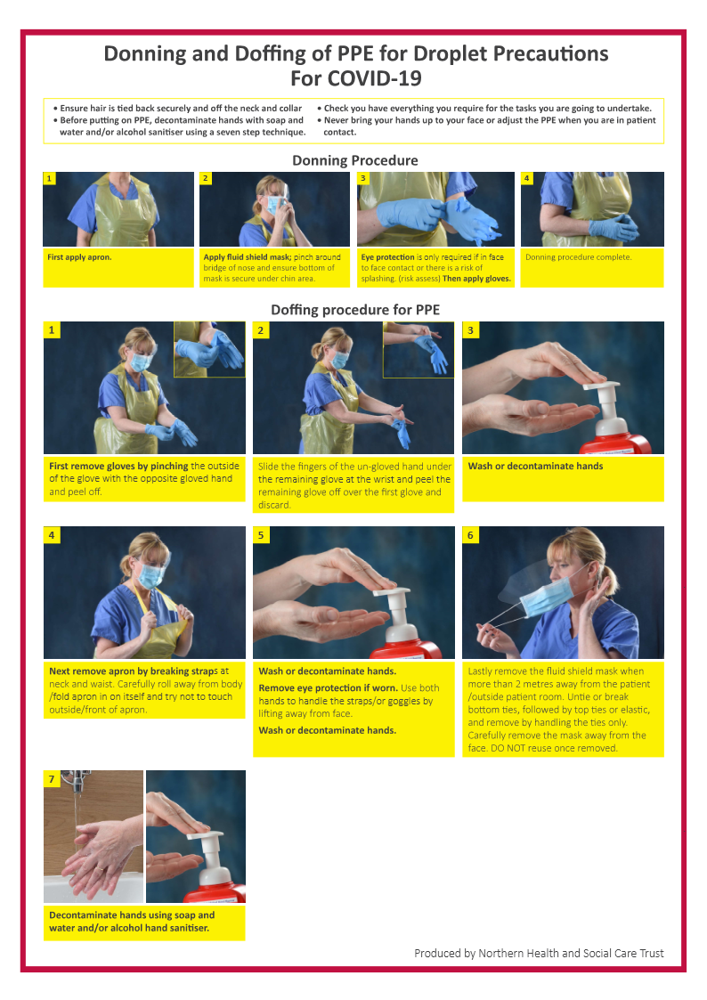 Donning and Doffing of PPE for Droplet Precautions
For COVID-19
• Ensure hair is tied back securely and off the neck and collar
• Before putting on PPE, decontaminate hands with soap and
water and/or alcohol sanitiser using a seven step technique.
• Check you have everything you require for the tasks you are going to undertake.
• Never bring your hands up to your face or adjust the PPE when you are in patient
contact.
Donning Procedure
1
First apply apron.
2
Apply fluid shield mask; pinch around
bridge of nose and ensure bottom of
mask is secure under chin area.
3
Eye protection is only required if in face
to face contact or there is a risk of
splashing. (risk assess) Then apply gloves.
4
Donning procedure complete.
Doffing procedure for PPE
1
First remove gloves by pinching the outside
of the glove with the opposite gloved hand
and peel off.
2
Slide the fingers of the un-gloved hand under
the remaining glove at the wrist and peel the
remaining glove off over the first glove and
discard.
3
Wash or decontaminate hands
4
Next remove apron by breaking straps at
neck and waist. Carefully roll away from body
/fold apron in on itself and try not to touch
outside/front of apron.
5
Wash or decontaminate hands.
Remove eye protection if worn. Use both
hands to handle the straps/or goggles by
lifting away from face.
Wash or decontaminate hands.
6
Lastly remove the fluid shield mask when
more than 2 metres away from the patient
/outside patient room. Untie or break
bottom ties, followed by top ties or elastic,
and remove by handling the ties only.
Carefully remove the mask away from the
face. DO NOT reuse once removed.
7
Decontaminate hands using soap and
water and/or alcohol hand sanitiser.
Produced by Northern Health and Social Care Trust